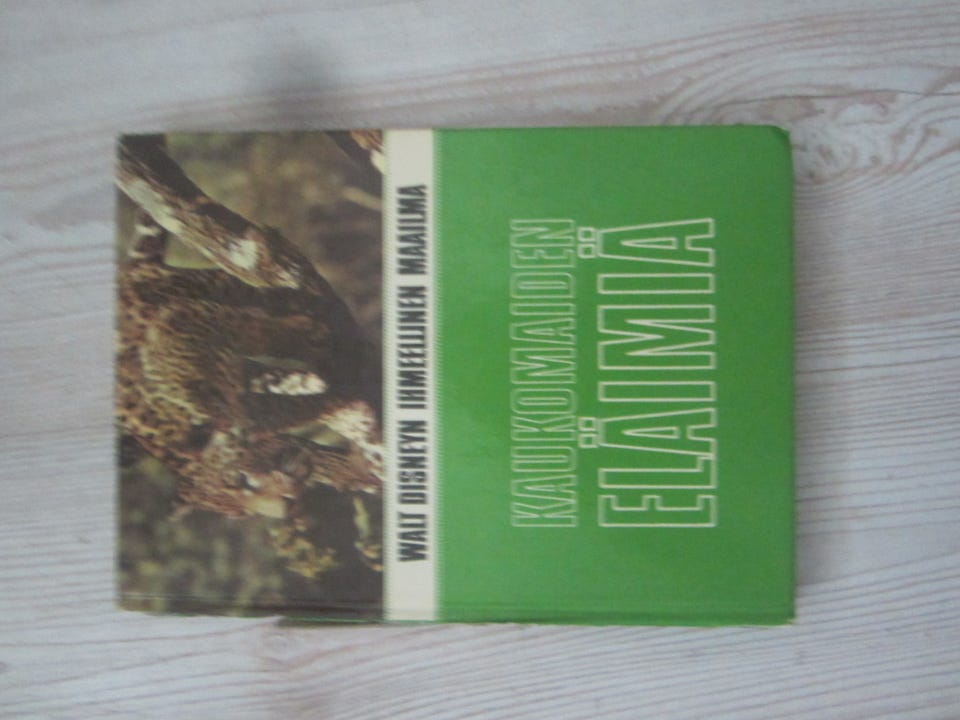 WALT DISNEYN IHMEELLINEN MAAILMA
KAUKOMAIDEN
ELÄIMIÄ